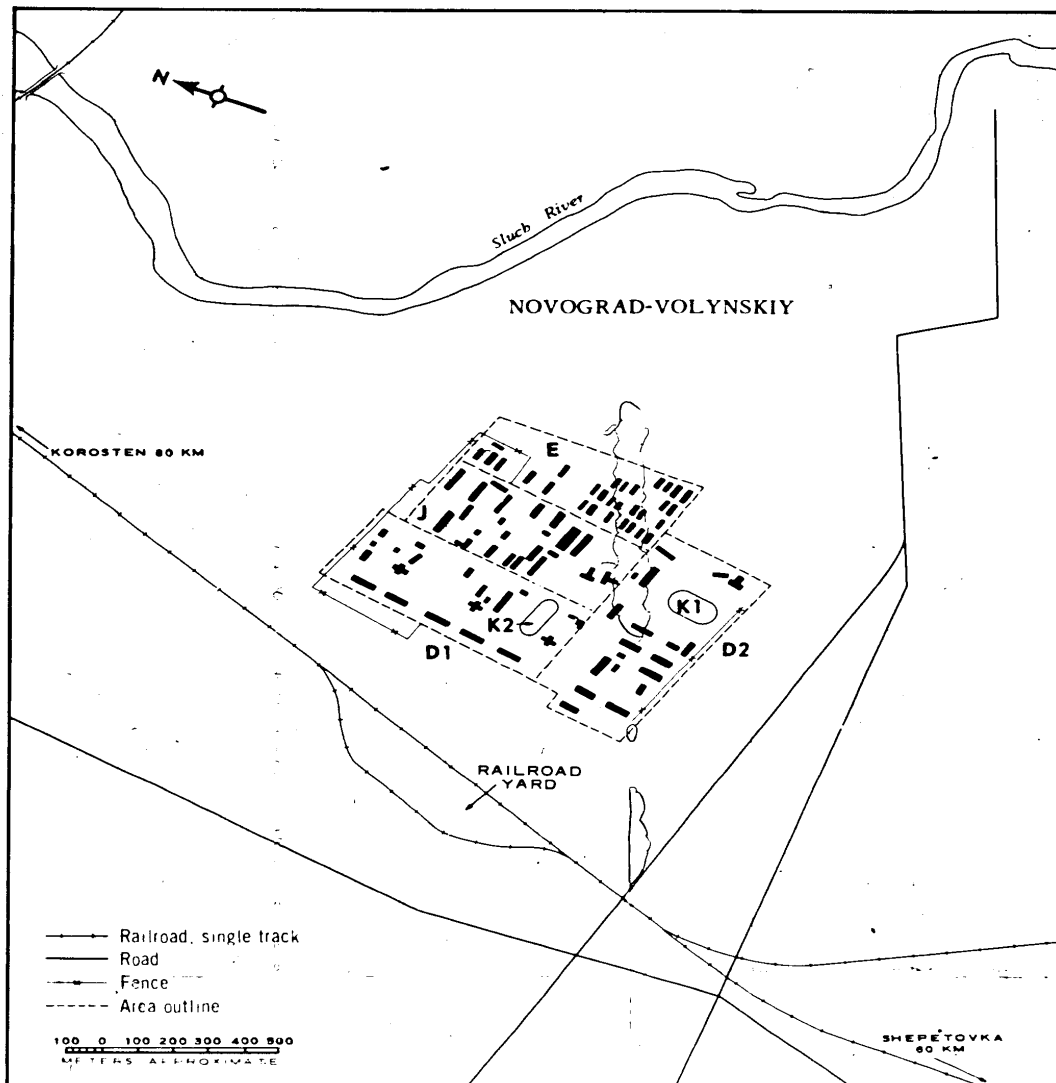 N
Sluch River
NOVOGRAD-VOLYNSKIY
KOROSTEN 80 KM
E
J
K1
K2
D1
D2
RAILROAD
YARD
Railroad, single track
Road
Fence
Area outline
100 0 100 200 300 400 500
METERS APPROXIMATE
SHEPETOVKA
60 KM